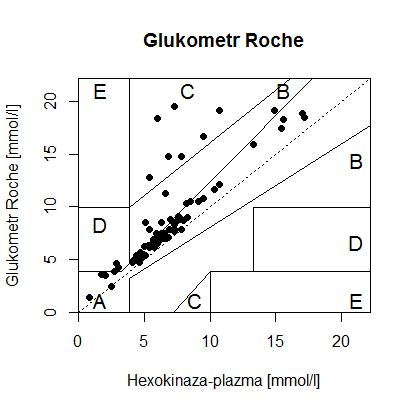 Glukometr Roche
E
C
B
20
B
15
10
D
D
5
A
C
E
0
0
5
10
15
20
Glukometr Roche [mmol/l]
Hexokinaza-plazma [mmol/l]